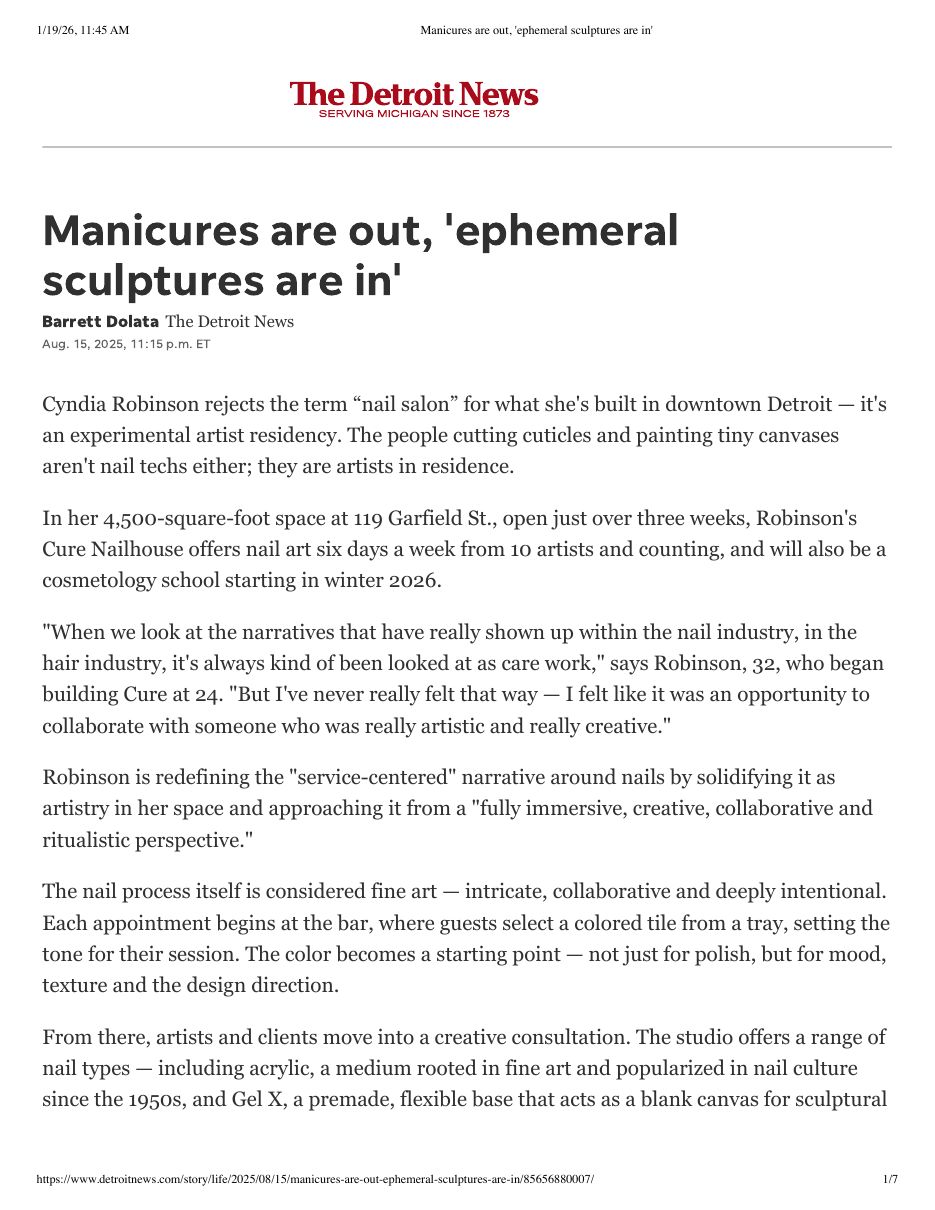 1/19/26, 11:45 AM
Manicures are out, 'ephemeral sculptures are in'
The Detroit News
SERVING MICHIGAN SINCE 1873
Manicures are out, 'ephemeral
sculptures are in'
Barrett Dolata The Detroit News
Aug. 15, 2025, 11:15 p.m. ET
Cyndia Robinson rejects the term “nail salon” for what she's built in downtown Detroit — it's
an experimental artist residency. The people cutting cuticles and painting tiny canvases
aren't nail techs either; they are artists in residence.
In her 4,500-square-foot space at 119 Garfield St., open just over three weeks, Robinson's
Cure Nailhouse offers nail art six days a week from 10 artists and counting, and will also be a
cosmetology school starting in winter 2026.
"When we look at the narratives that have really shown up within the nail industry, in the
hair industry, it's always kind of been looked at as care work," says Robinson, 32, who began
building Cure at 24. "But I've never really felt that way — I felt like it was an opportunity to
collaborate with someone who was really artistic and really creative."
Robinson is redefining the "service-centered" narrative around nails by solidifying it as
artistry in her space and approaching it from a "fully immersive, creative, collaborative and
ritualistic perspective."
The nail process itself is considered fine art — intricate, collaborative and deeply intentional.
Each appointment begins at the bar, where guests select a colored tile from a tray, setting the
tone for their session. The color becomes a starting point — not just for polish, but for mood,
texture and the design direction.
From there, artists and clients move into a creative consultation. The studio offers a range of
nail types — including acrylic, a medium rooted in fine art and popularized in nail culture
since the 1950s, and Gel X, a premade, flexible base that acts as a blank canvas for sculptural
https://www.detroitnews.com/story/life/2025/08/15/manicures-are-out-ephemeral-sculptures-are-in/85656880007/
1/7